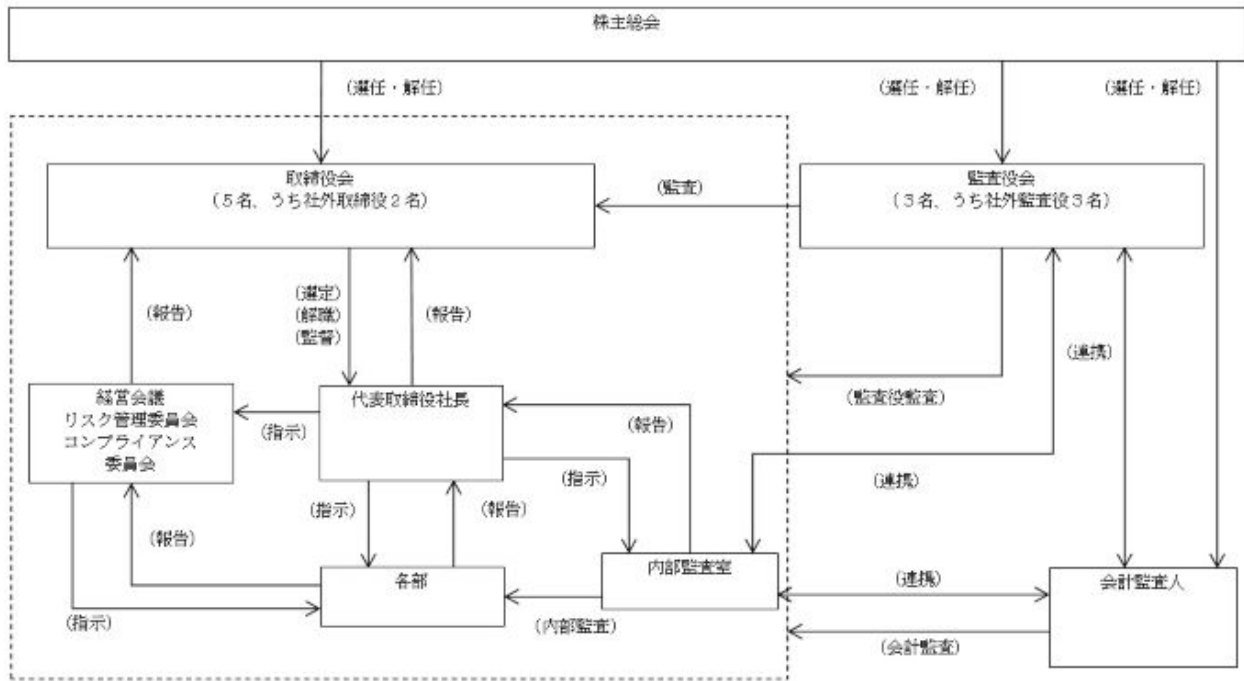 株主総会
(選任・解任)
(選任・解任)
(選任・解任)
取締役会
(5名、うち社外取締役2名)
(監査)
監査役会
(3名、うち社外監査役3名)
(報告)
(選定)
(解職)
(監督)
(報告)
(連携)
経営会議
リスク管理委員会
コンプライアンス
委員会
(指示)
代表取締役社長
(報告)
(監査役監査)
(指示)
(連携)
(報告)
(指示)
(報告)
各部
内部監査室
(連携)
会計監査人
(指示)
(内部監査)
(会計監査)